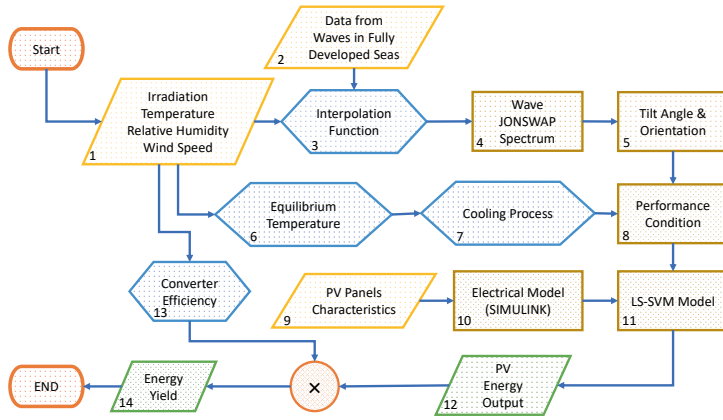 Start
Data from
Waves in Fully
Developed Seas
2
Irradiation
Temperature
Relative Humidity
Wind Speed
1
Interpolation
Function
3
Wave
JONSWAP
Spectrum
4
Tilt Angle &
Orientation
5
Equilibrium
Temperature
6
Cooling Process
7
Performance
Condition
8
Converter
Efficiency
13
PV Panels
Characteristics
9
Electrical Model
(SIMULINK)
10
LS-SVM Model
11
END
Energy
Yield
14
×
PV
Energy
Output
12